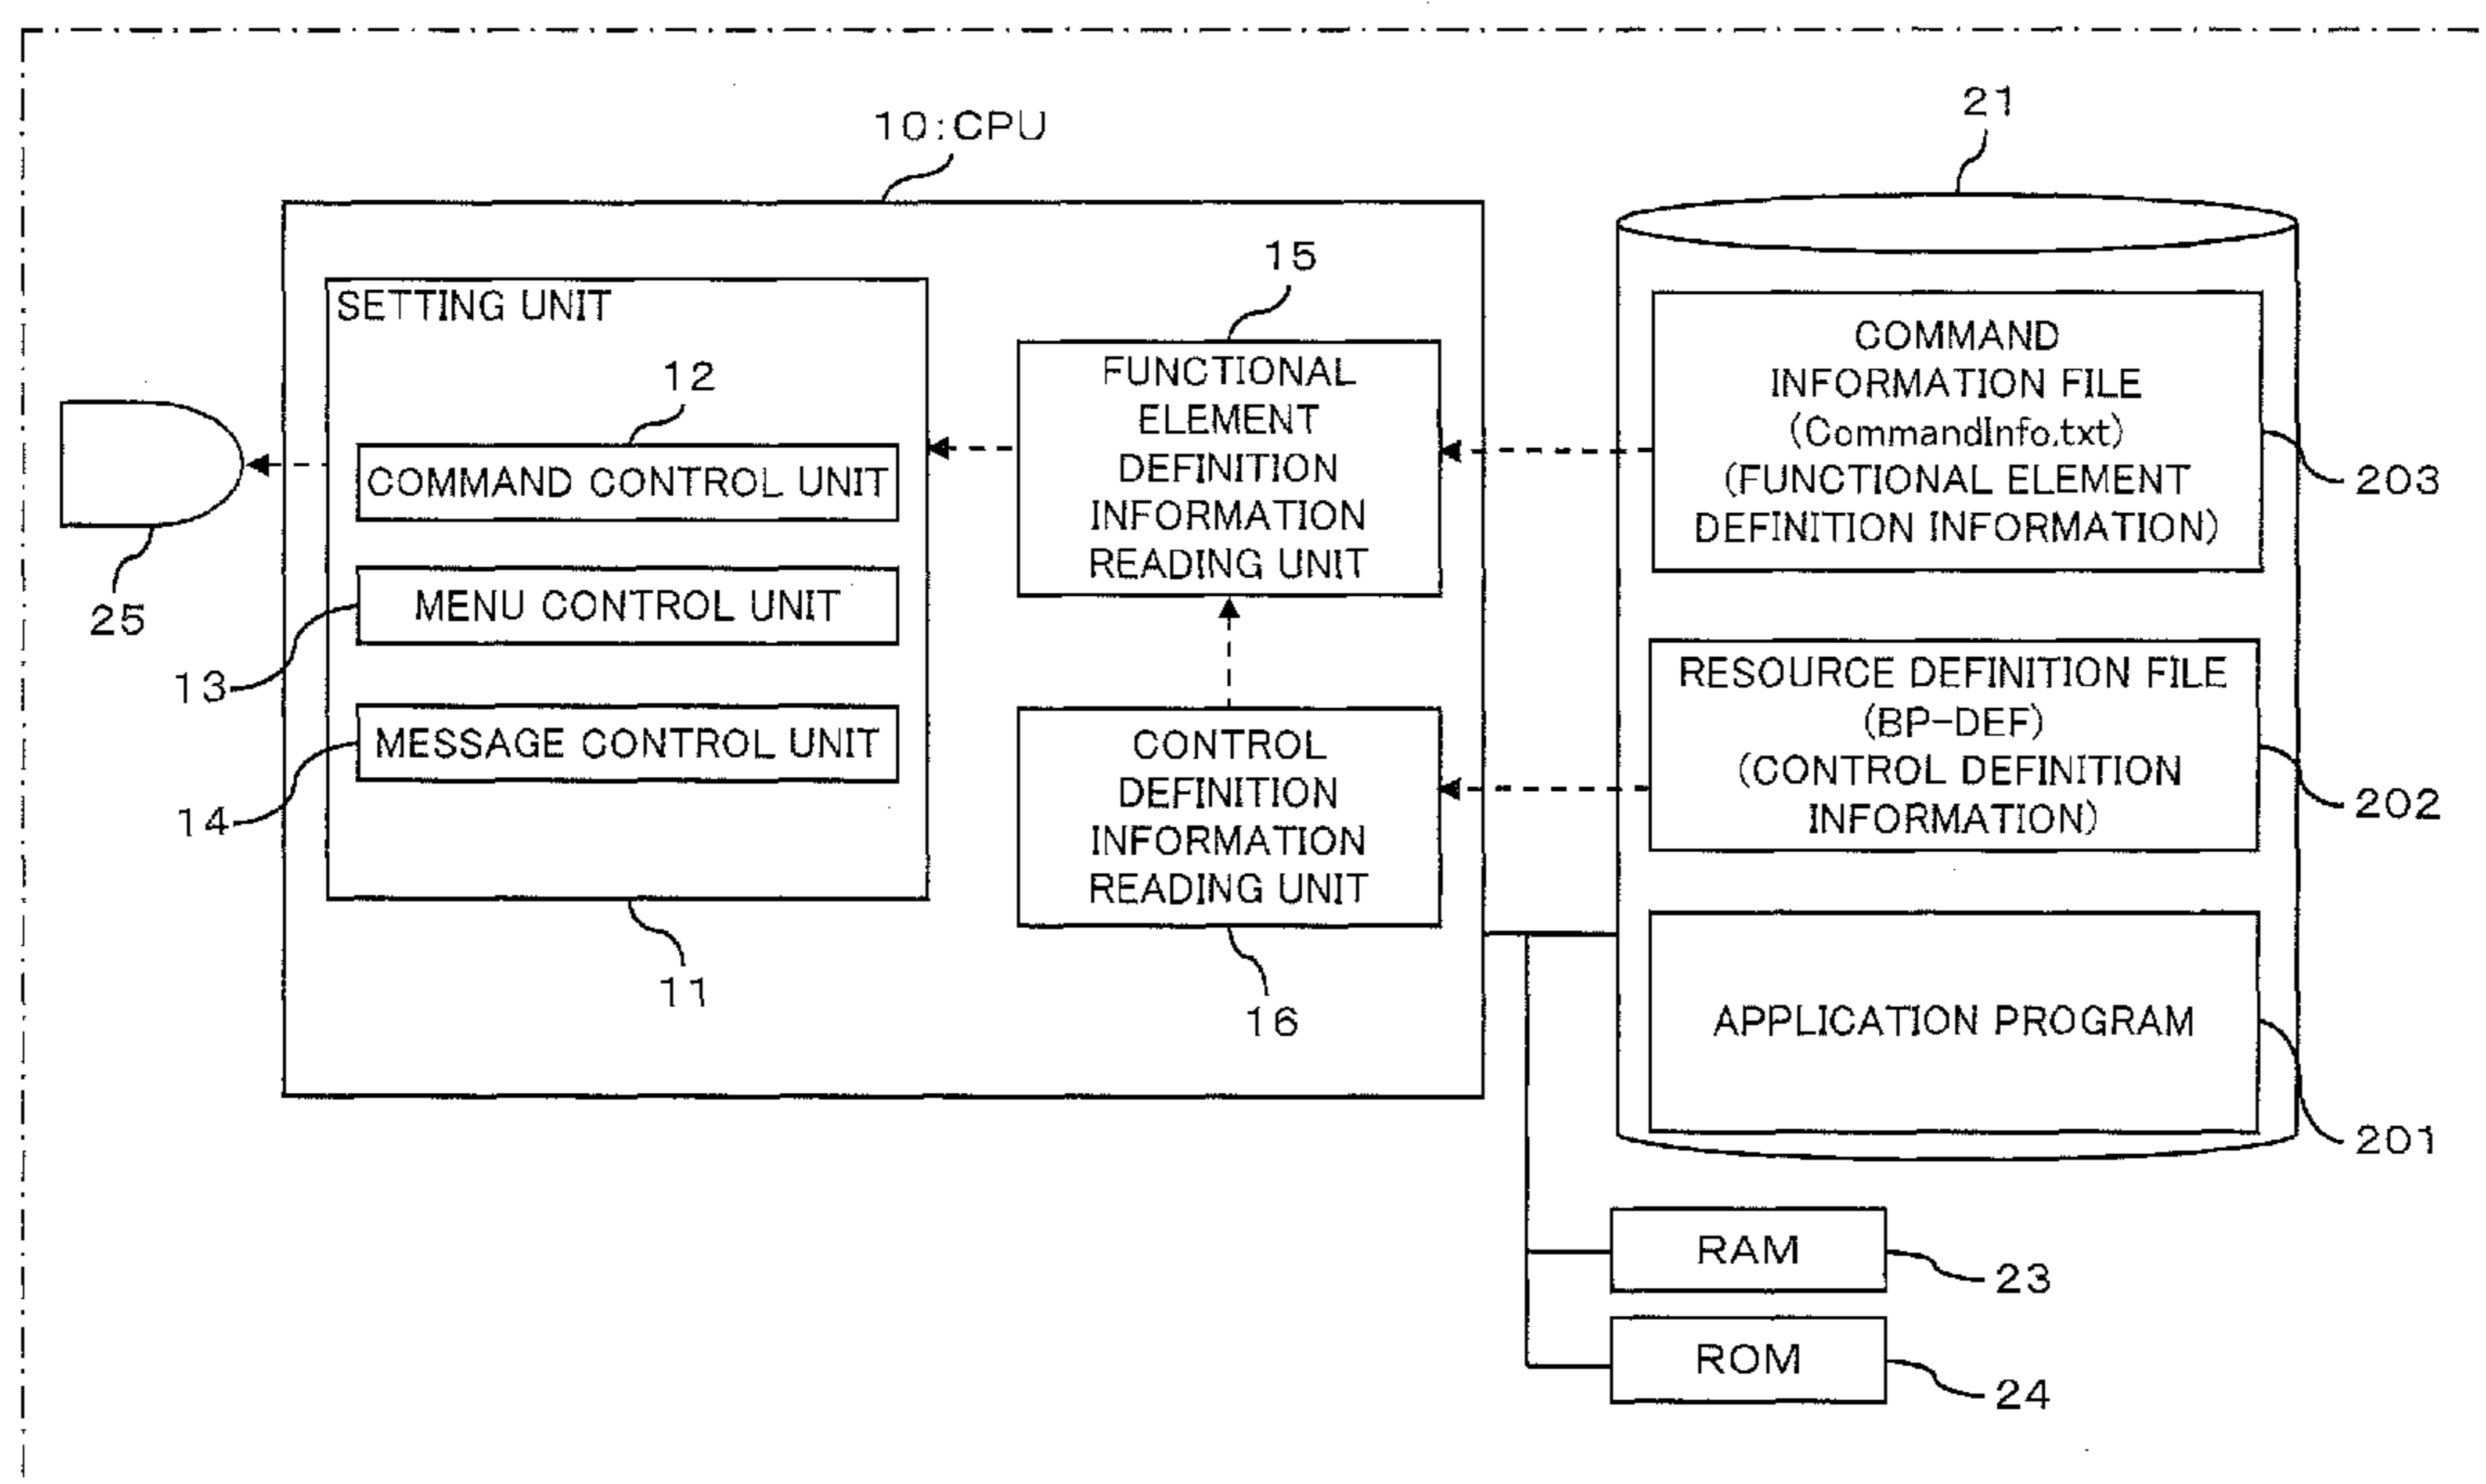 10:CPU
21
SETTING UNIT
12
COMMAND CONTROL UNIT
MENU CONTROL UNIT
13
MESSAGE CONTROL UNIT
14
11
25
15
FUNCTIONAL
ELEMENT
DEFINITION
INFORMATION
READING UNIT
CONTROL
DEFINITION
INFORMATION
READING UNIT
16
COMMAND
INFORMATION FILE
(CommandInfo.txt)
(FUNCTIONAL ELEMENT
DEFINITION INFORMATION)
203
RESOURCE DEFINITION FILE
(BP-DEF)
(CONTROL DEFINITION
INFORMATION)
202
APPLICATION PROGRAM
201
RAM
23
ROM
24